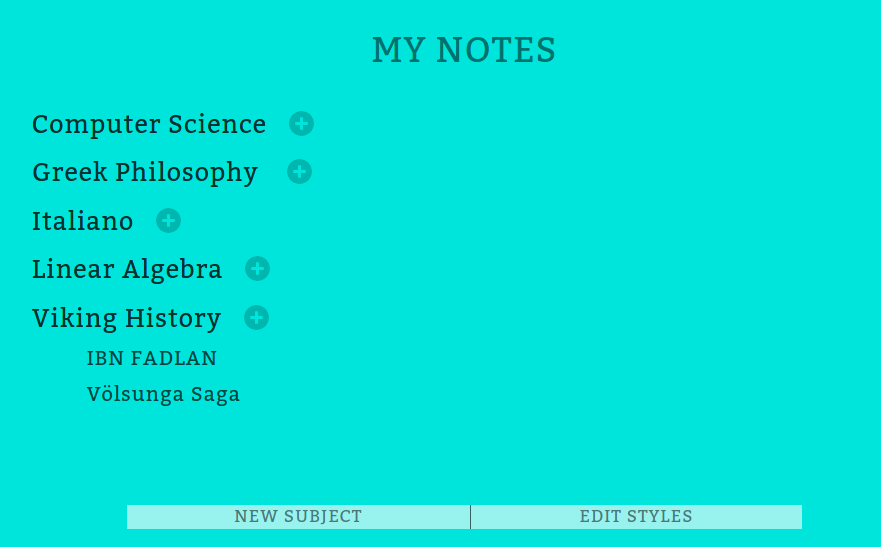 MY NOTES
Computer Science
Greek Philosophy
Italiano
Linear Algebra
Viking History
IBN FADLAN
Völsunga Saga
NEW SUBJECT
EDIT STYLES